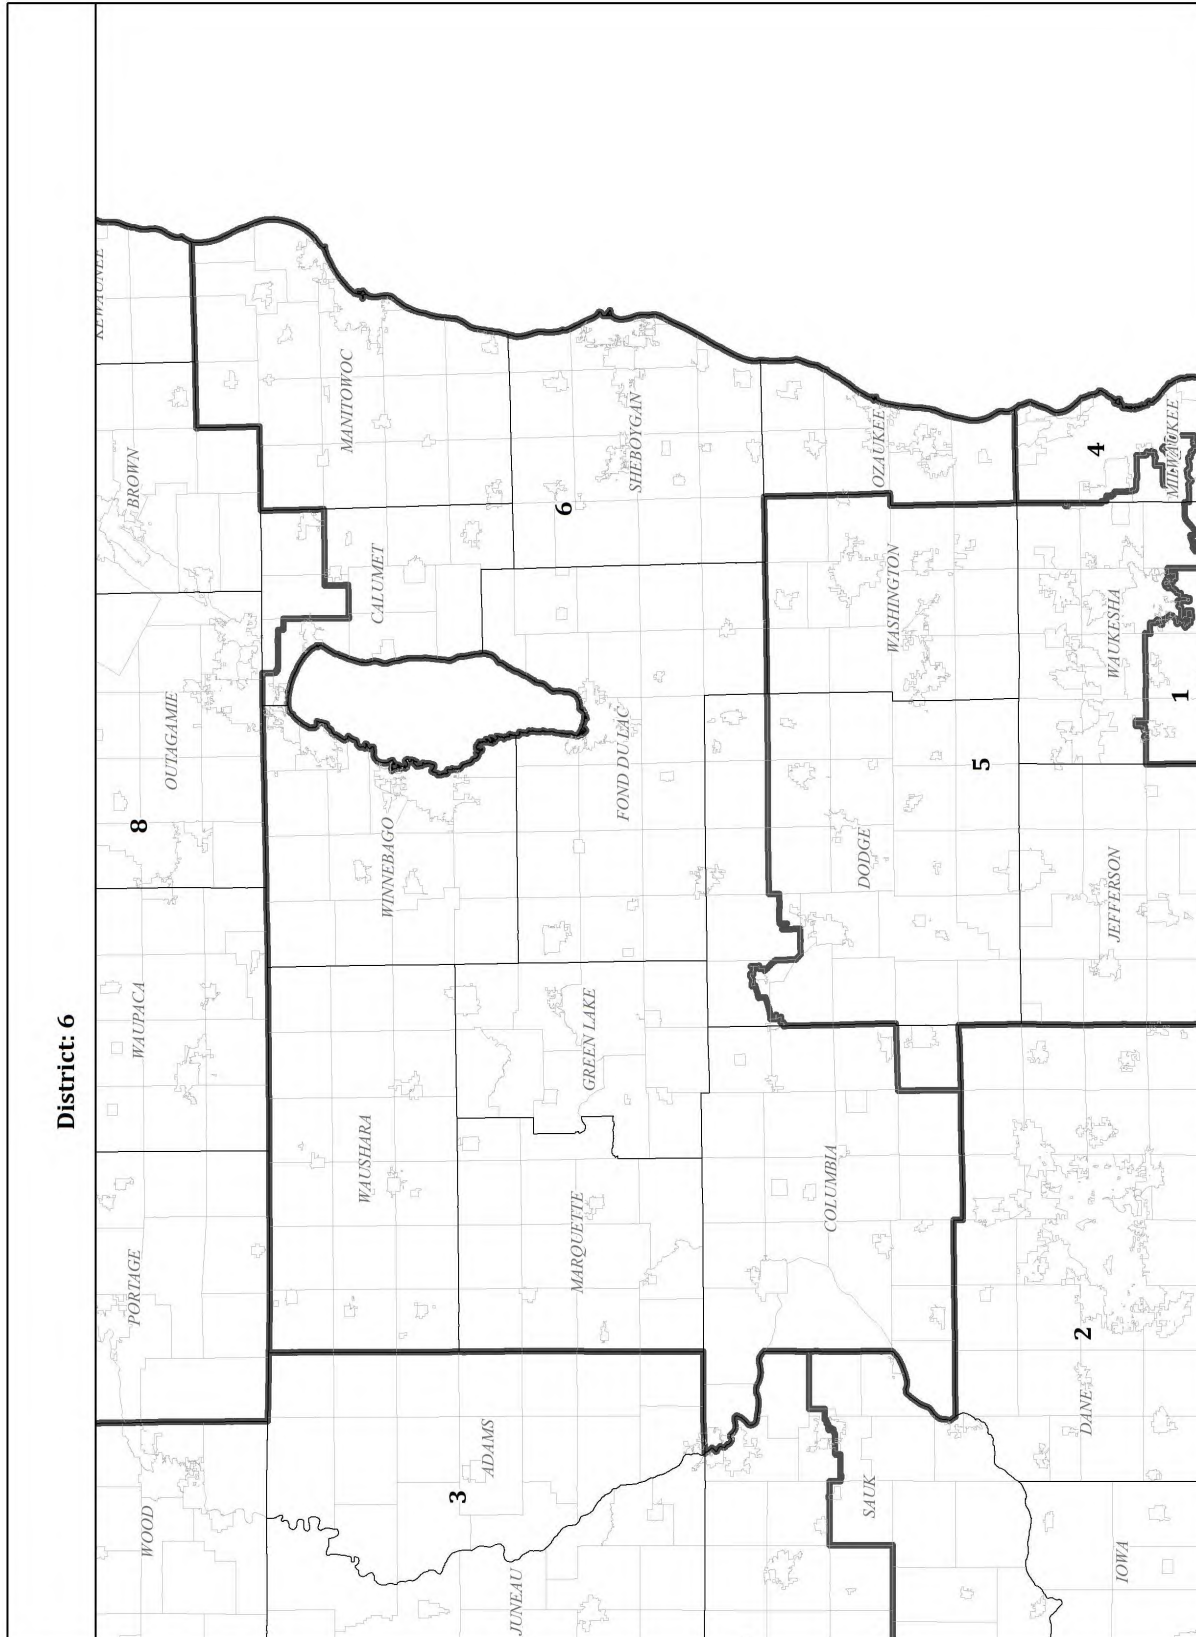 District: 6
KEWAUNEE
BROWN
OUTAGAMIE
8
WAUPACA
PORTAGE
WOOD
MANITOWOC
CALUMET
WINNEBAGO
WAUSHARA
ADAMS
3
JUNEAU
SHEBOYGAN
6
FOND DU LAC
GREEN LAKE
MARQUETTE
OZAUKEE
WASHINGTON
DODGE
5
COLUMBIA
SAUK
4
MILWAUKEE
WAUKESHA
1
JEFFERSON
2
DANE
IOWA